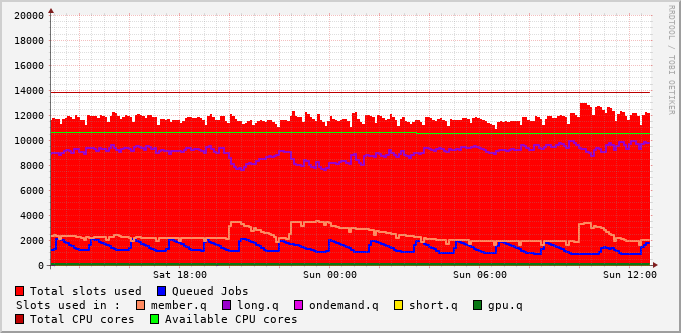 20000
18000
16000
14000
12000
10000
8000
6000
4000
2000
0
Sat 18:00 Sun 00:00 Sun 06:00 Sun 12:00
Total slots used Queued Jobs
Slots used in : member.q long.q ondemand.q short.q gpu.q
Total CPU cores Available CPU cores
RRDTOOL / TOBI OETIKER